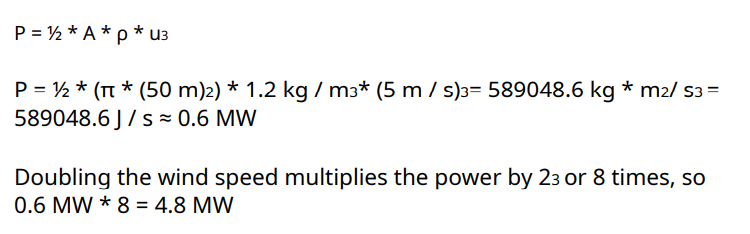 P = ½ * A * ρ * u3
P = ½ * (π * (50 m)2) * 1.2 kg / m3* (5 m / s)3= 589048.6 kg * m2/ s3 =
589048.6 J / s ≈ 0.6 MW
Doubling the wind speed multiplies the power by 23 or 8 times, so
0.6 MW * 8 = 4.8 MW